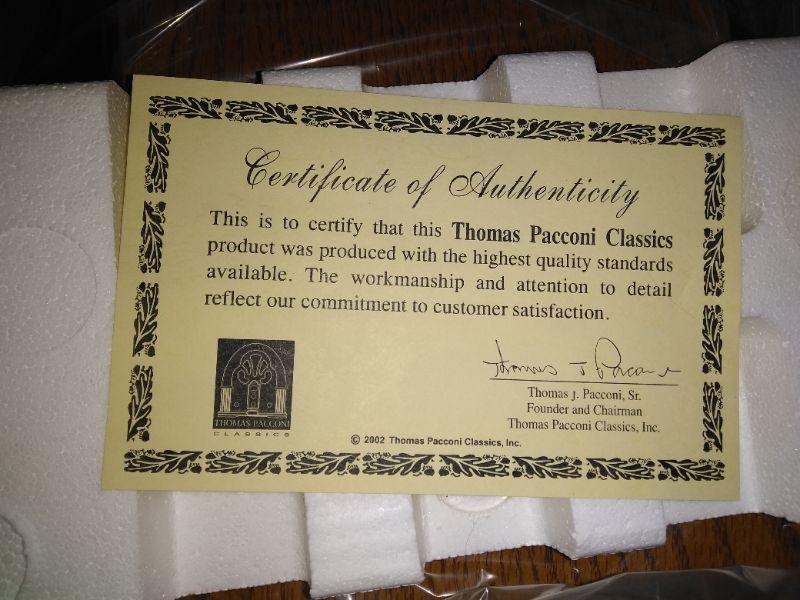 Certificate of Authenticity
This is to certify that this Thomas Pacconi Classics
product was produced with the highest quality standards
available. The workmanship and attention to detail
reflect our commitment to customer satisfaction.
Thomas J Pacconi
Thomas J. Pacconi, Sr.
Founder and Chairman
Thomas Pacconi Classics, Inc.
THOMAS PACCONI
CLASSICS
© 2002 Thomas Pacconi Classics, Inc.